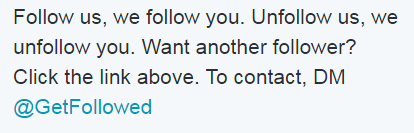 Follow us, we follow you. Unfollow us, we
unfollow you. Want another follower?
Click the link above. To contact, DM
@GetFollowed